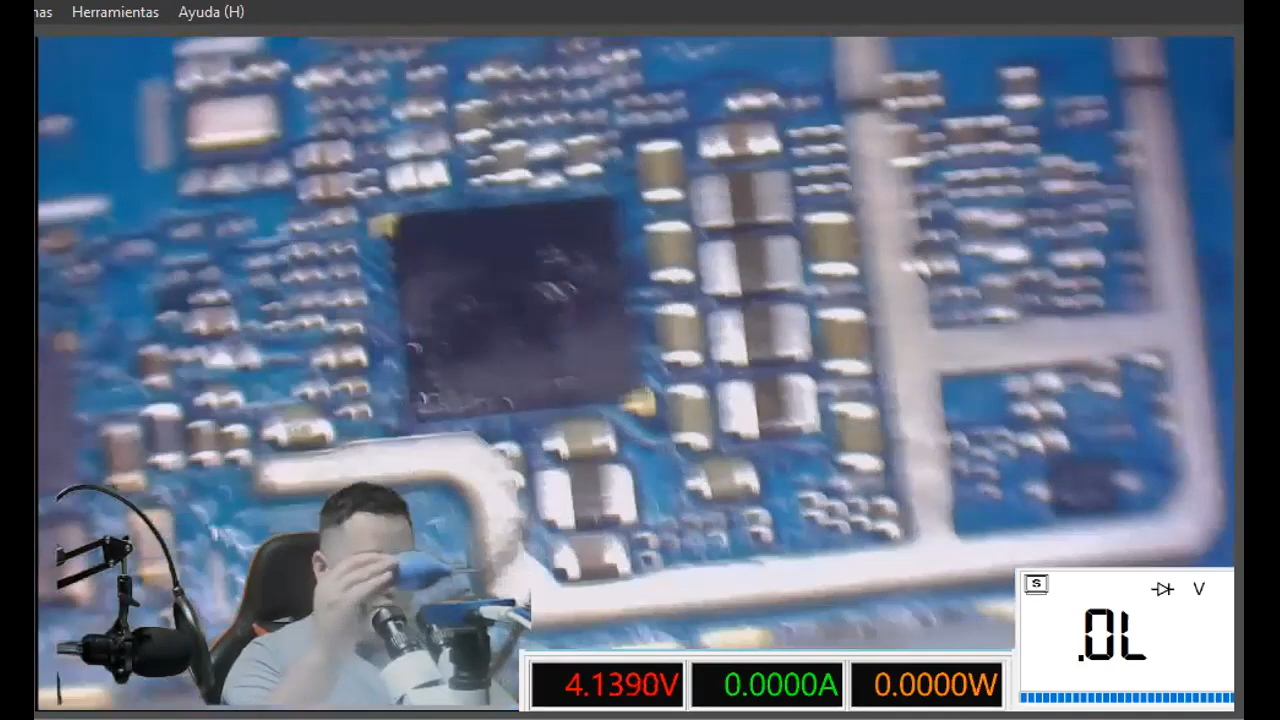 nas Herramientas Ayuda (H)
S V
.0L
4.1390V 0.0000A 0.0000W